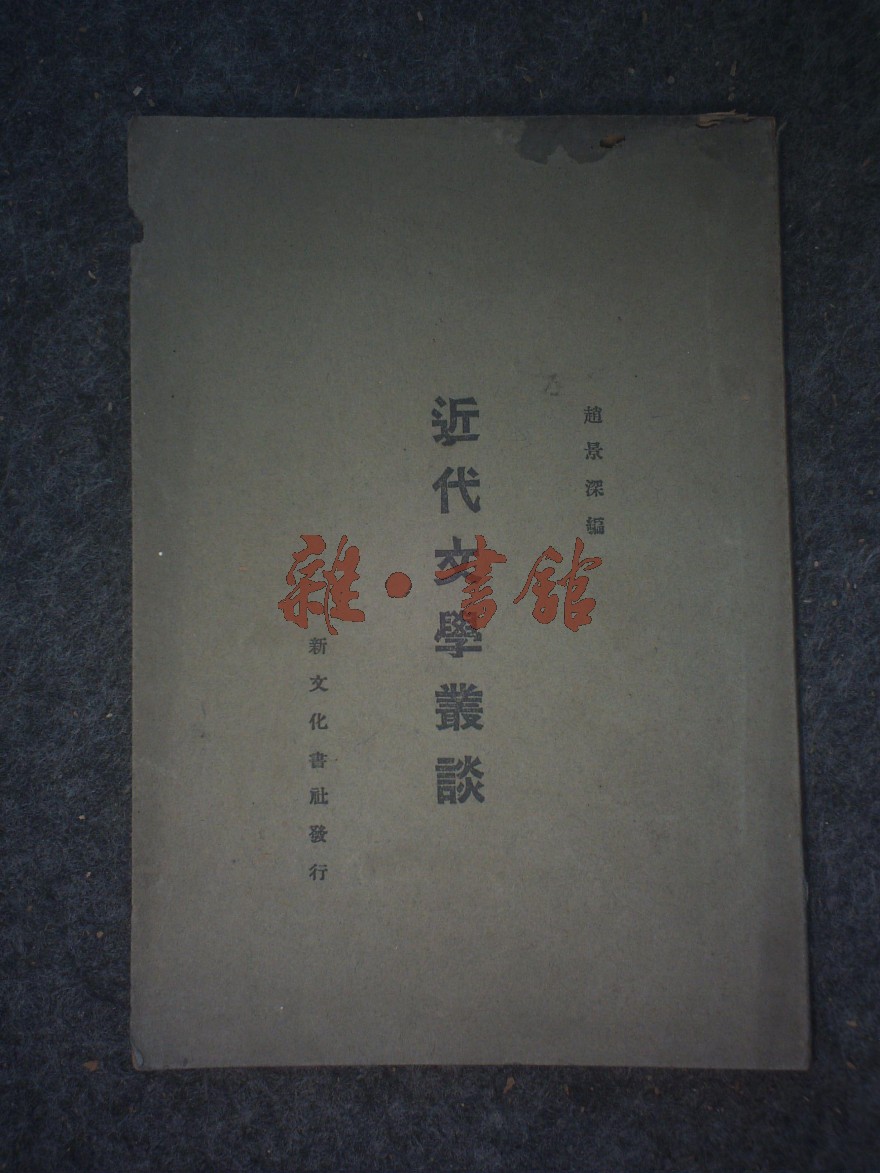 趙景深編
近代文學叢談
新文化書社發行
雜·書館